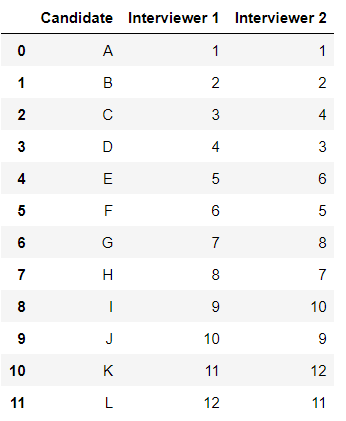 Candidate Interviewer 1 Interviewer 2
0 A 1 1
1 B 2 2
2 C 3 4
3 D 4 3
4 E 5 6
5 F 6 5
6 G 7 8
7 H 8 7
8 I 9 10
9 J 10 9
10 K 11 12
11 L 12 11